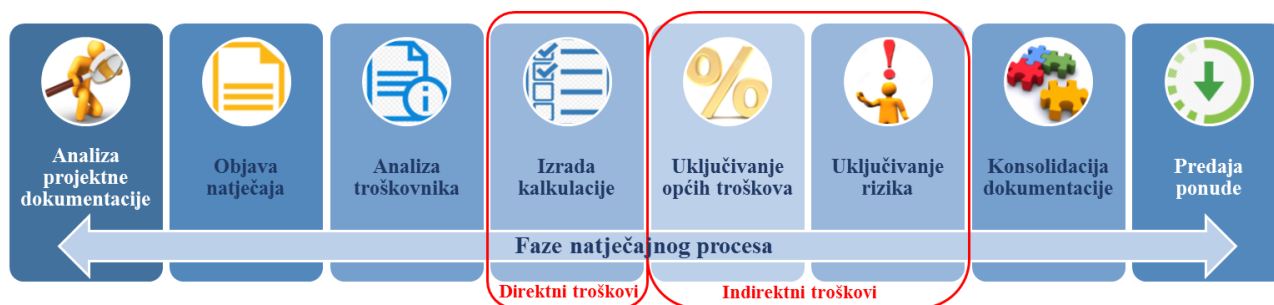 Analiza
projektne
dokumentacije
Objava
natječaja
Analiza
troškovnika
Izrada
kalkulacije
Uključivanje
općih troškova
Uključivanje
rizika
Konsolidacija
dokumentacije
Predaja
ponude
Faze natječajnog procesa
Direktni troškovi
Indirektni troškovi